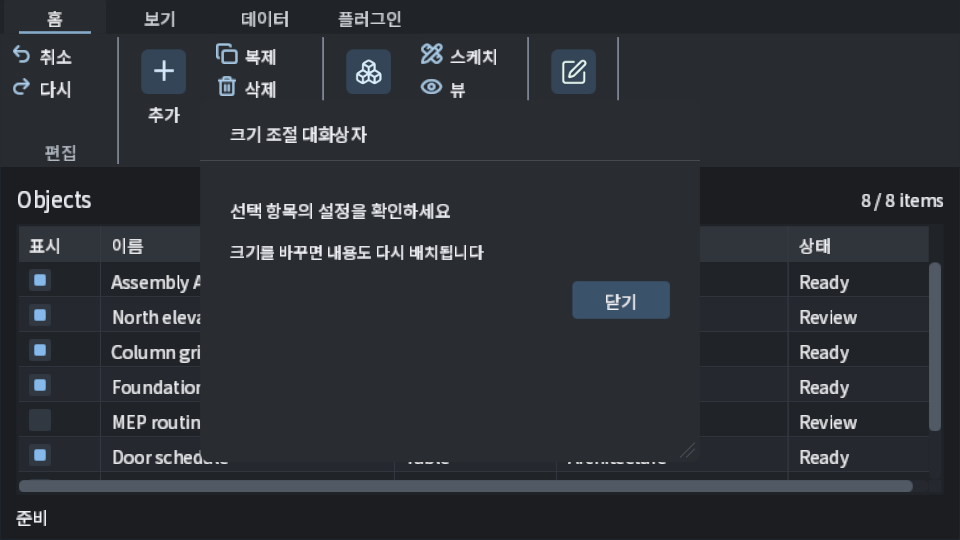 홈 보기 데이터 플러그인
취소 복제 스케치
다시 삭제 뷰
추가
편집
크기 조절 대화상자
Objects 8 / 8 items
선택 항목의 설정을 확인하세요
표시 이름 상태
크기를 바꾸면 내용도 다시 배치됩니다
Assembly Ready
닫기
North Review
Column Ready
Foundation Ready
MEP routin Review
Door schedule Ready
준비